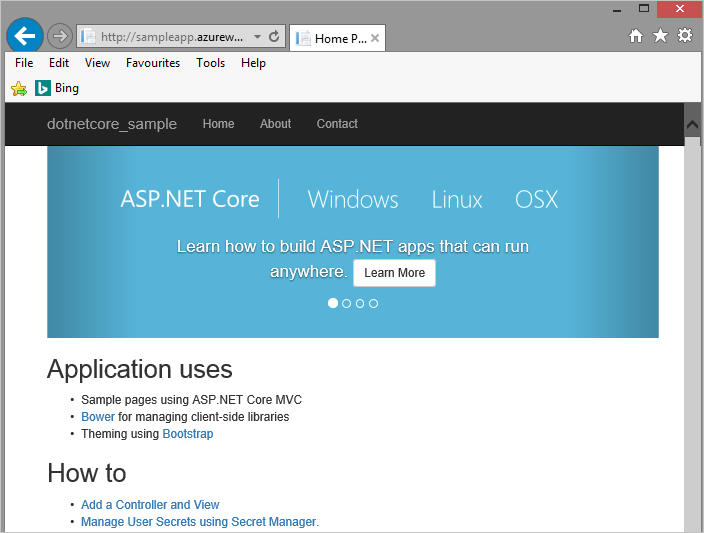 http://sampleapp.azurew...
Home P...
File Edit View Favourites Tools Help
Bing
dotnetcore_sample Home About Contact
ASP.NET Core Windows Linux OSX
Learn how to build ASP.NET apps that can run
anywhere. Learn More
Application uses
• Sample pages using ASP.NET Core MVC
• Bower for managing client-side libraries
• Theming using Bootstrap
How to
• Add a Controller and View
• Manage User Secrets using Secret Manager.